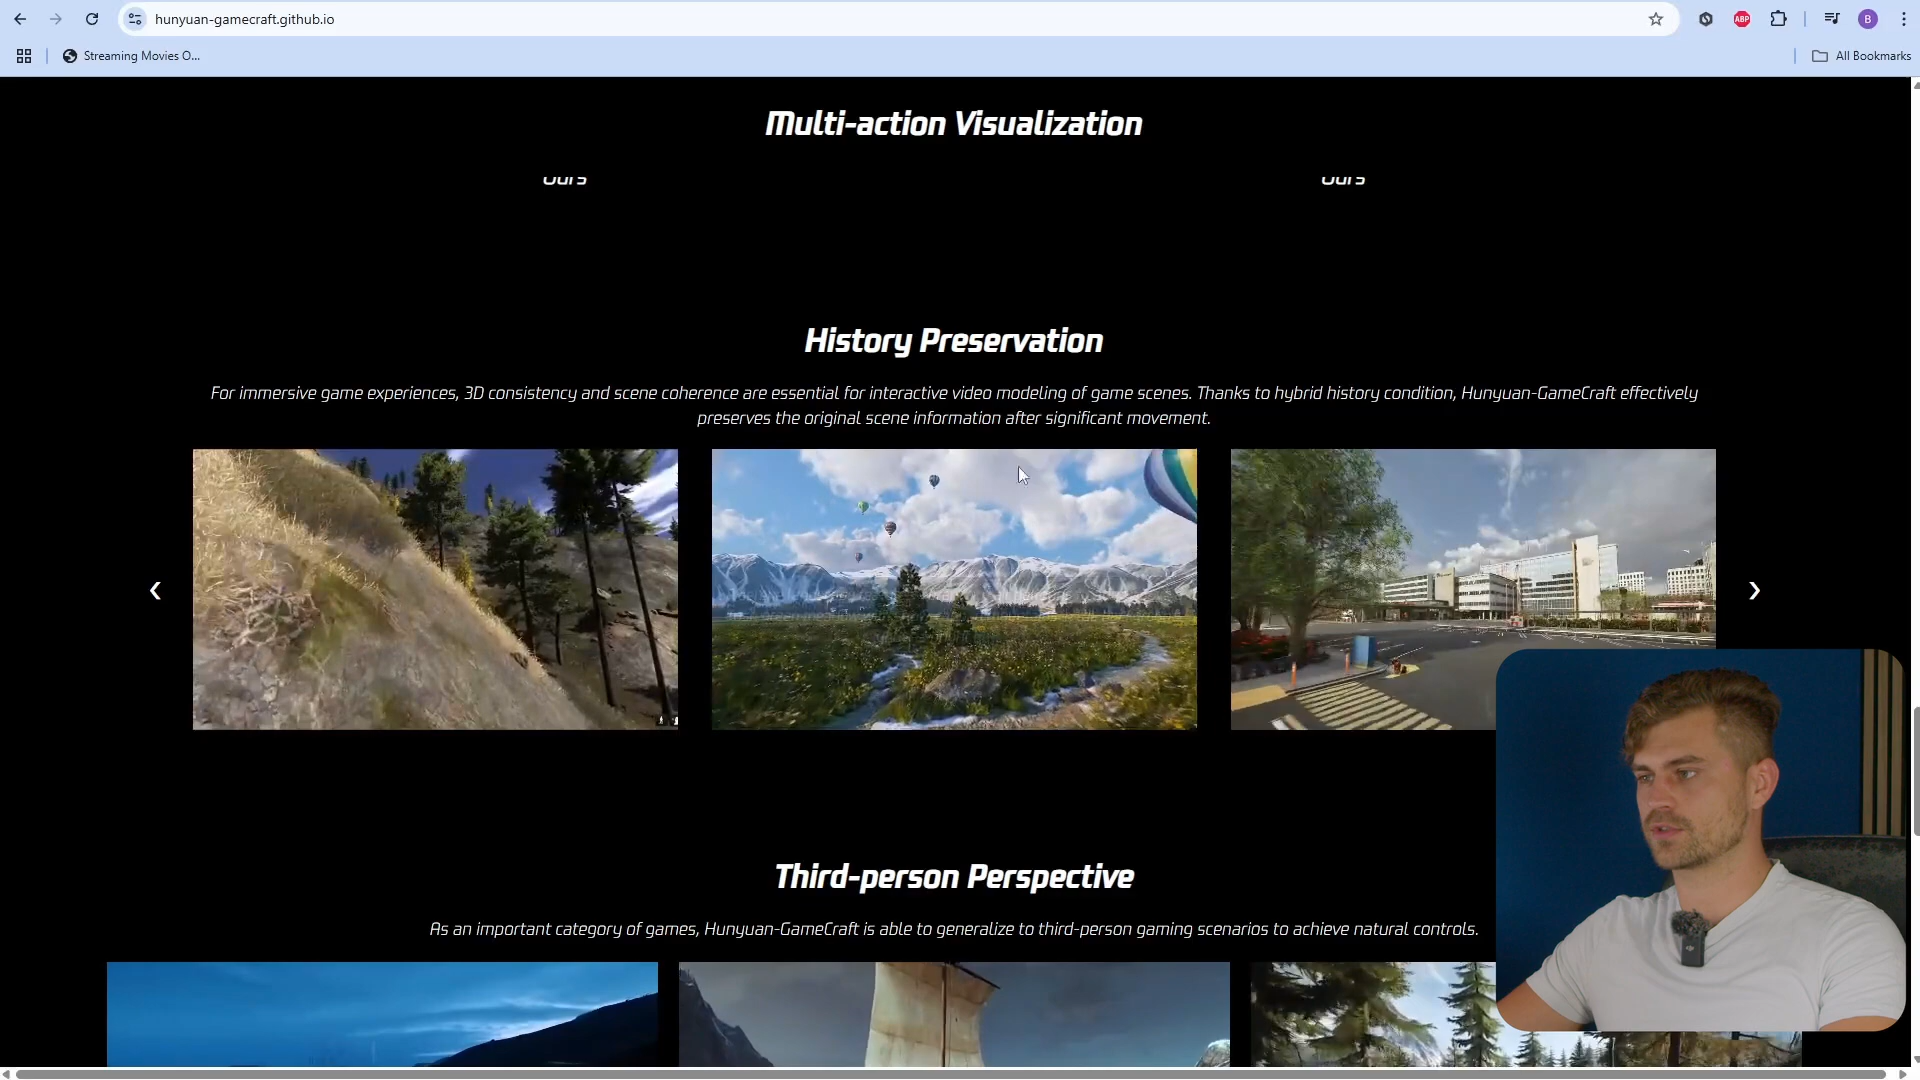 hunyuan-gamecraft.github.io
ABP
B
Streaming Movies O...
All Bookmarks
Multi-action Visualization
Ours
Ours
History Preservation
For immersive game experiences, 3D consistency and scene coherence are essential for interactive video modeling of game scenes. Thanks to hybrid history condition, Hunyuan-GameCraft effectively
preserves the original scene information after significant movement.
Third-person Perspective
As an important category of games, Hunyuan-GameCraft is able to generalize to third-person gaming scenarios to achieve natural controls.